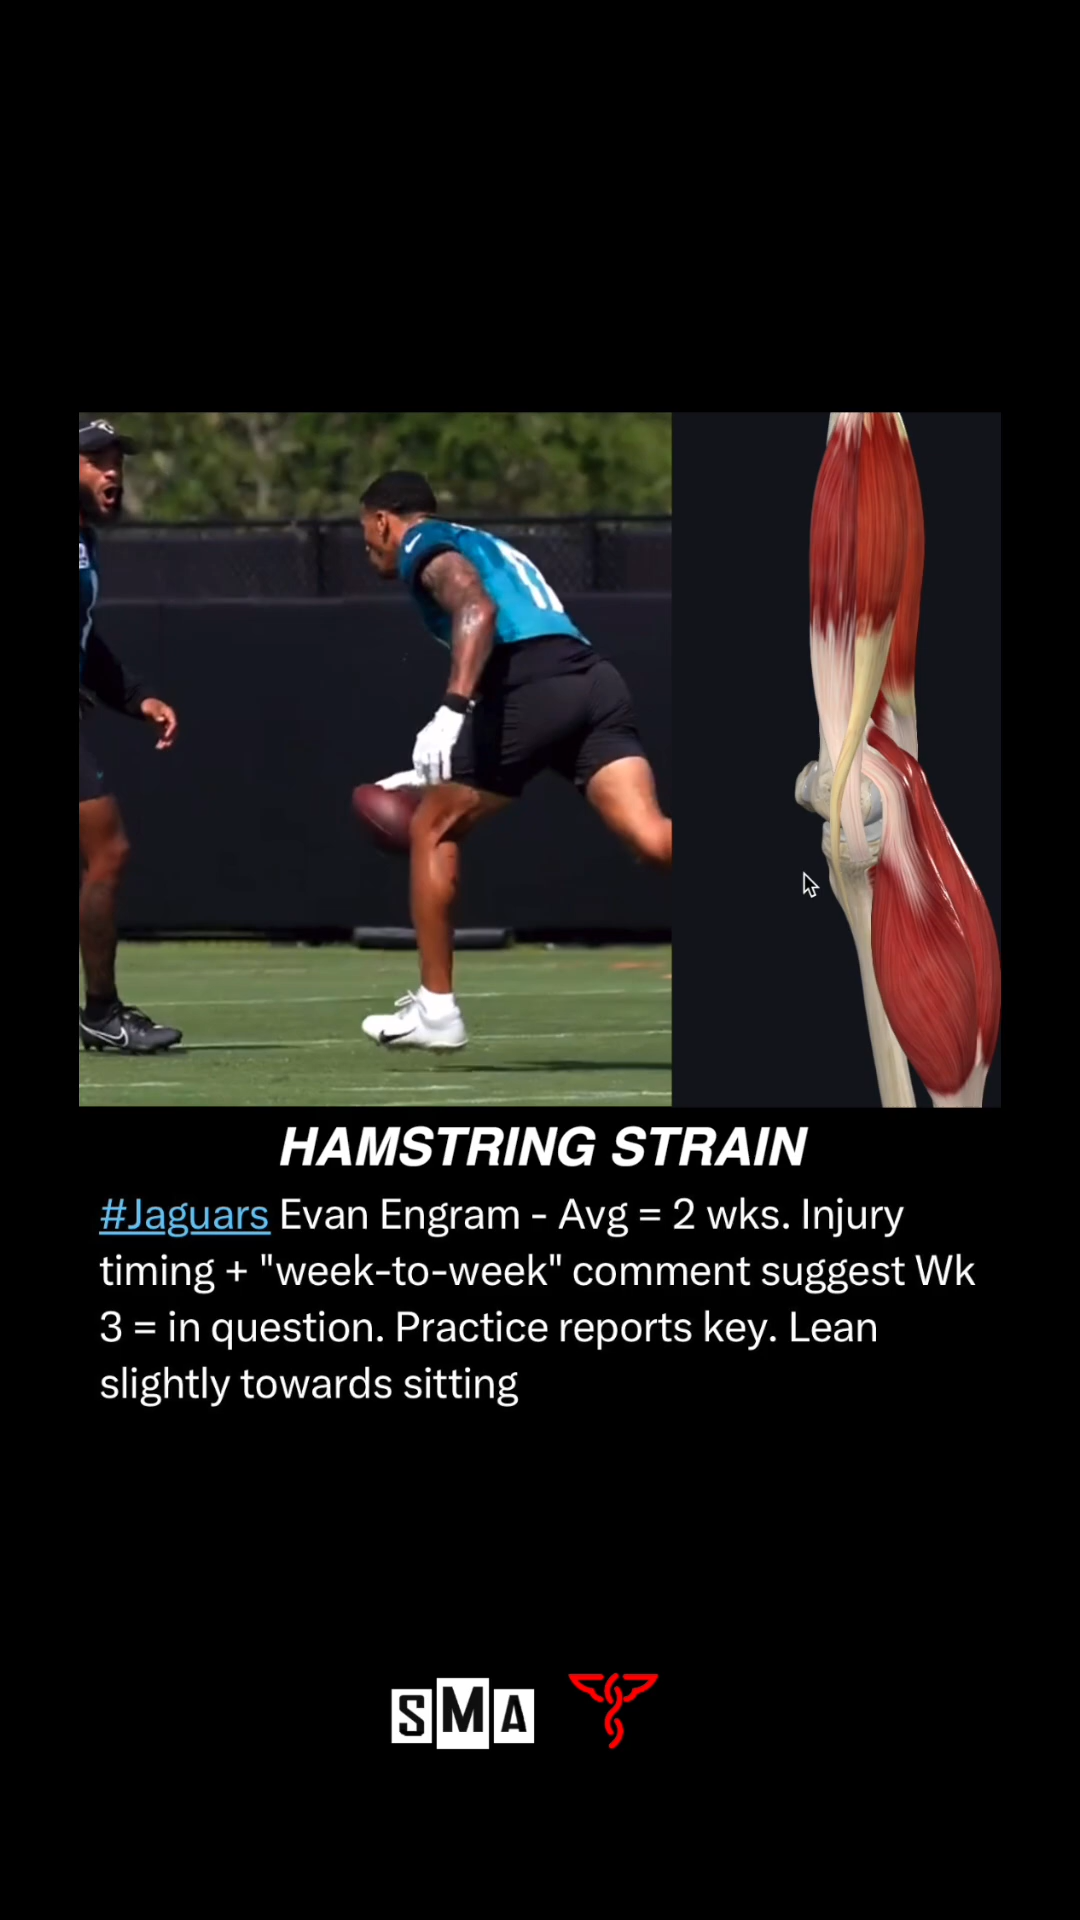 17
HAMSTRING STRAIN
#Jaguars Evan Engram - Avg = 2 wks. Injury
timing + "week-to-week" comment suggest Wk
3 = in question. Practice reports key. Lean
slightly towards sitting
SMA